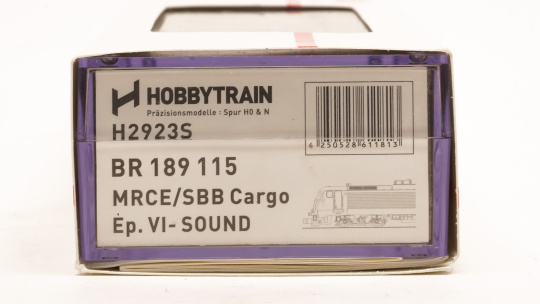 HOBBYTRAIN
Präzisionsmodelle : Spur H0 & N
H2923S
4 250528 611813
BR 189 115
MRCE/SBB Cargo
Ep. VI- SOUND